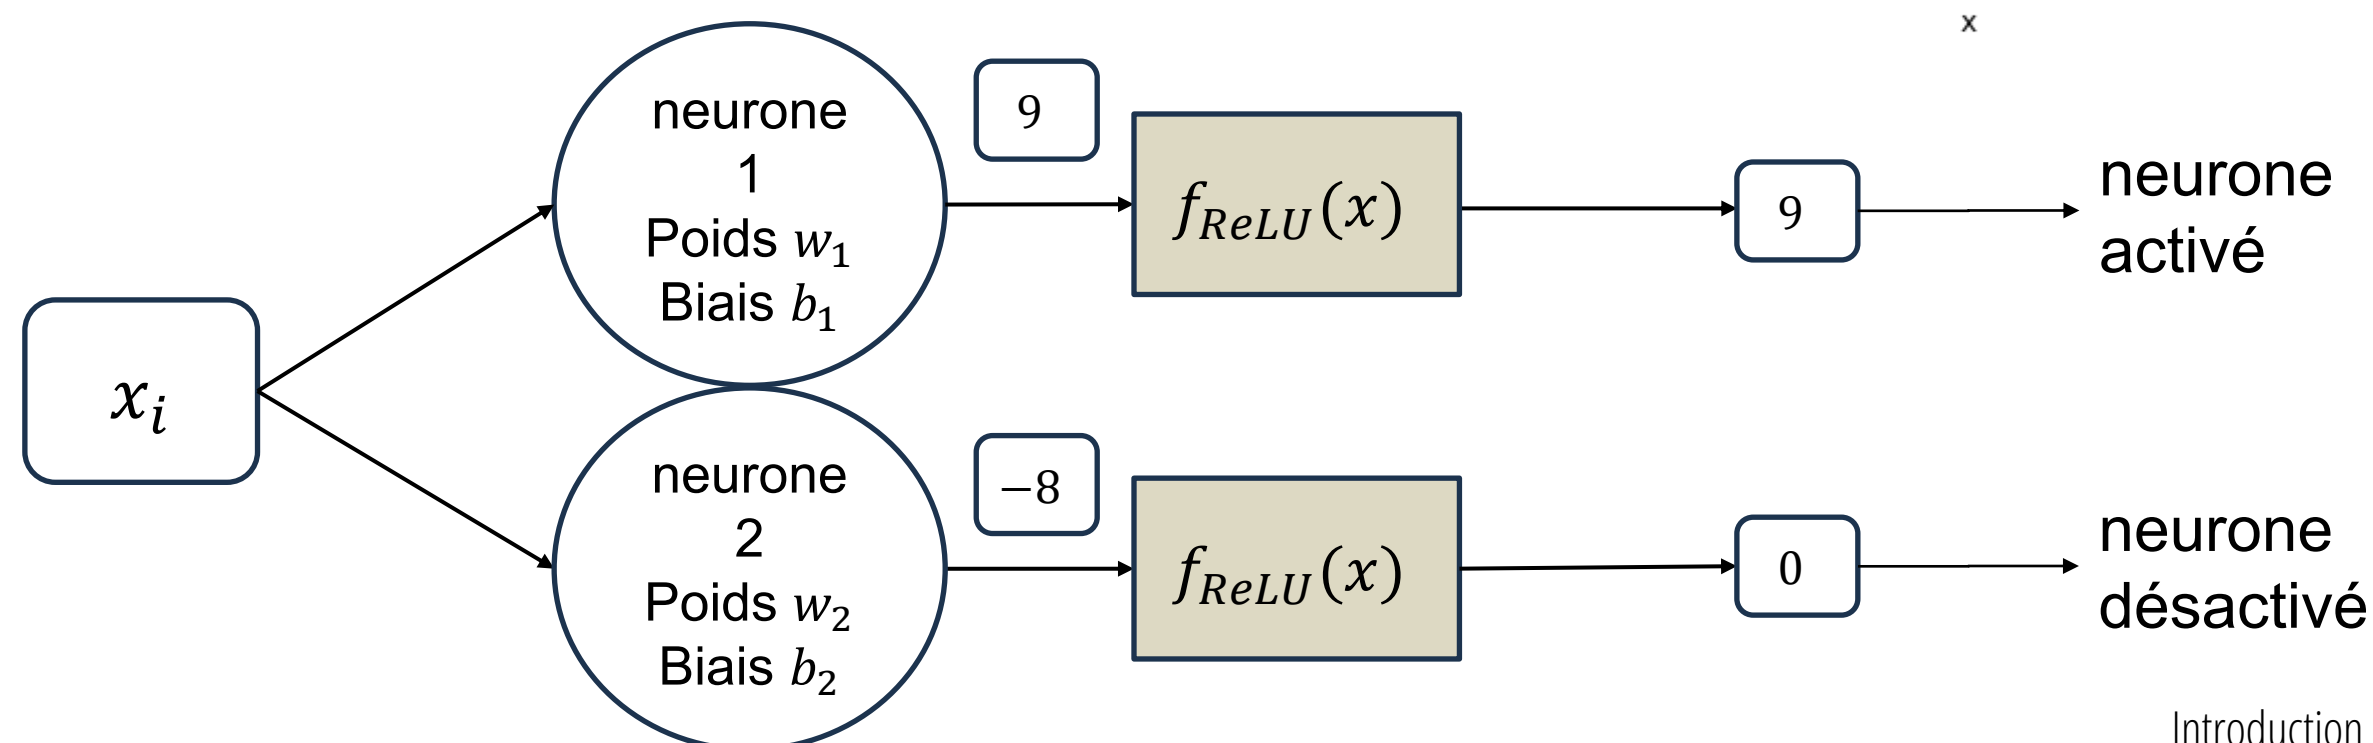 x
neurone
1
Poids w₁
Biais b₁
9
f_ReLU(x)
9
neurone
activé
x_i
neurone
2
Poids w₂
Biais b₂
−8
f_ReLU(x)
0
neurone
désactivé
Introduction